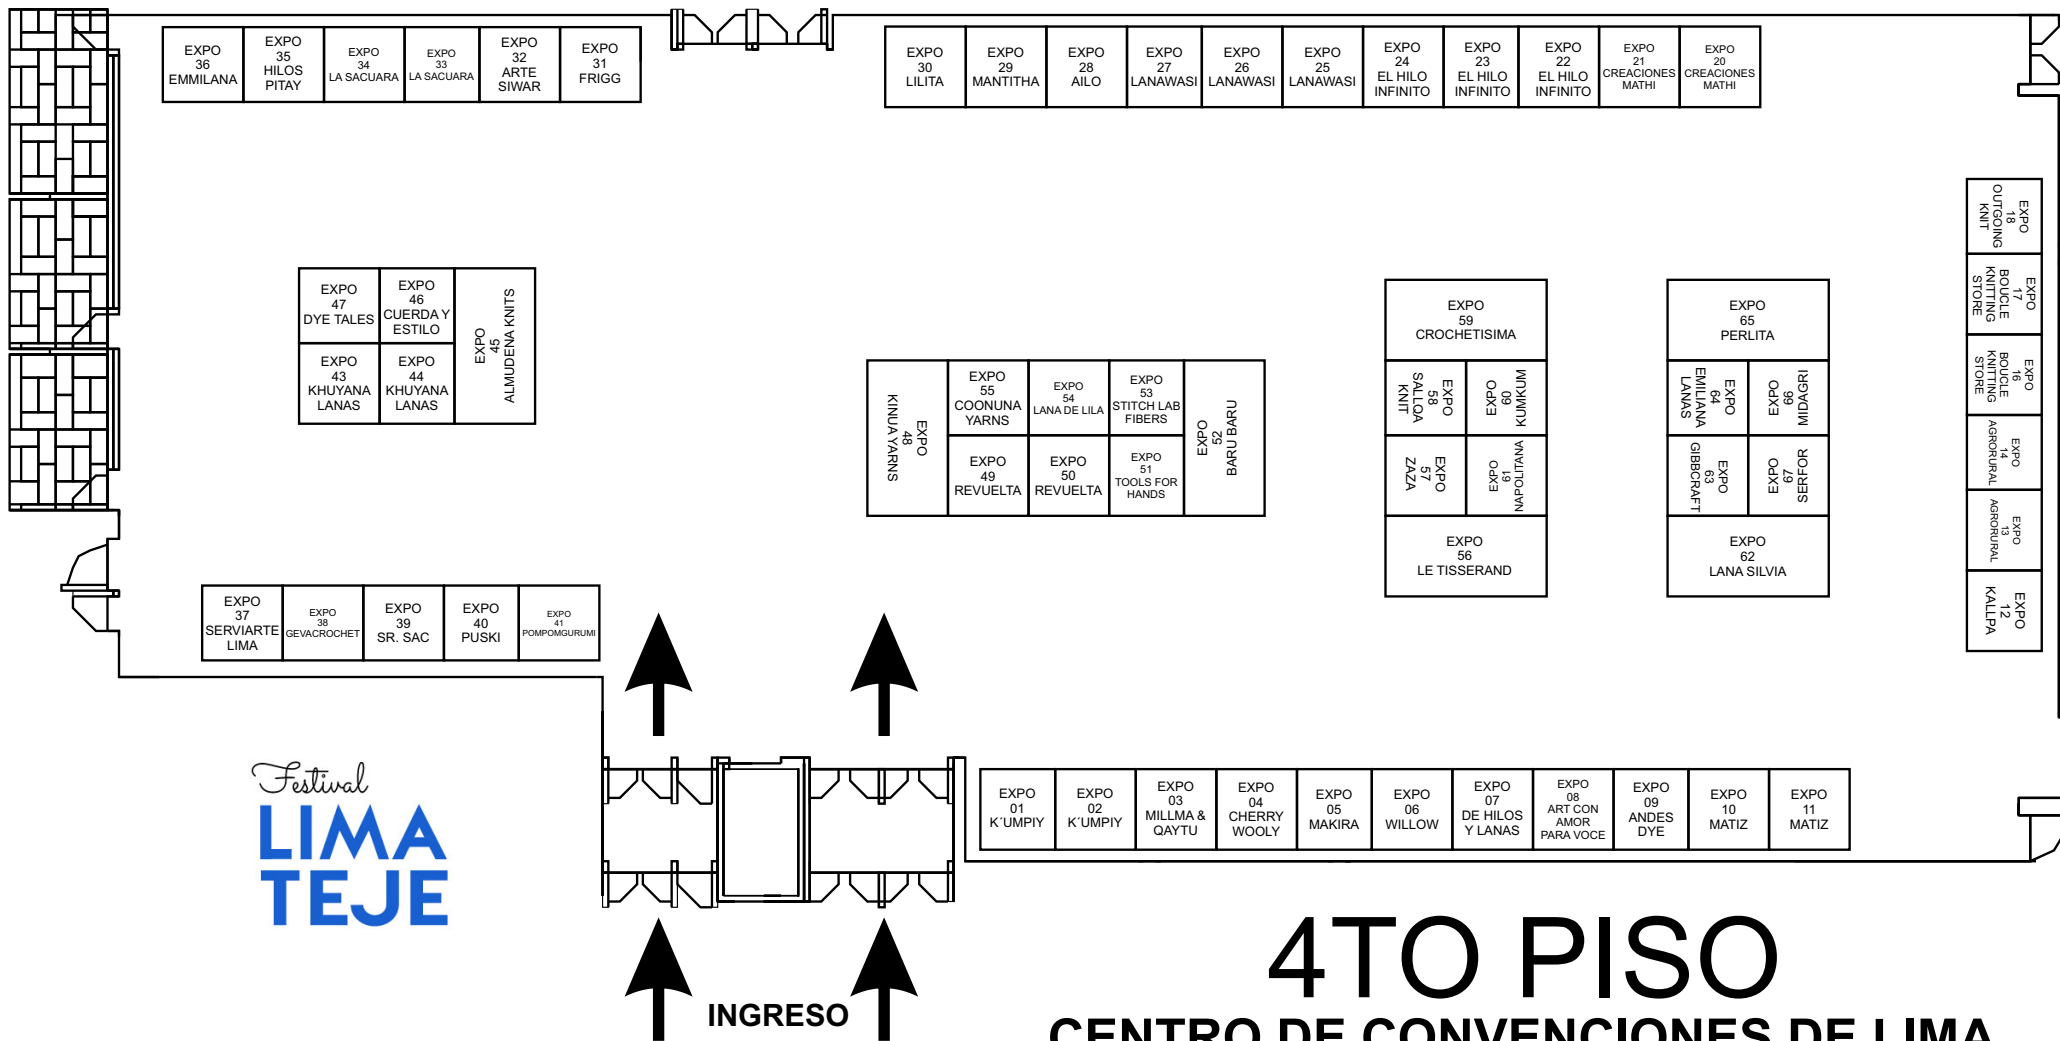 EXPO
36
EMMILANA
EXPO
35
HILOS
PITAY
EXPO
34
LA SACUARA
EXPO
33
LA SACUARA
EXPO
32
ARTE
SIWAR
EXPO
31
FRIGG
EXPO
30
LILITA
EXPO
29
MANTITHA
EXPO
28
AILO
EXPO
27
LANAWASI
EXPO
26
LANAWASI
EXPO
25
LANAWASI
EXPO
24
EL HILO
INFINITO
EXPO
23
EL HILO
INFINITO
EXPO
22
EL HILO
INFINITO
EXPO
21
CREACIONES
MATHI
EXPO
20
CREACIONES
MATHI
EXPO
18
OUTGOING
KNIT
EXPO
17
BOUCLE
KNITTING
STORE
EXPO
16
BOUCLE
KNITTING
STORE
EXPO
14
AGRORURAL
EXPO
13
AGRORURAL
EXPO
12
KALLPA
EXPO
47
DYE TALES
EXPO
46
CUERDA Y
ESTILO
EXPO
45
ALMUDENA KNITS
EXPO
43
KHUYANA
LANAS
EXPO
44
KHUYANA
LANAS
EXPO
48
KINUA YARNS
EXPO
55
COONUNA
YARNS
EXPO
54
LANA DE LILA
EXPO
53
STITCH LAB
FIBERS
EXPO
52
BARU BARU
EXPO
49
REVUELTA
EXPO
50
REVUELTA
EXPO
51
TOOLS FOR
HANDS
EXPO
59
CROCHETISIMA
EXPO
58
SALLQA
KNIT
EXPO
60
KUMKUM
EXPO
57
ZAZA
EXPO
61
NAPOLITANA
EXPO
56
LE TISSERAND
EXPO
65
PERLITA
EXPO
64
EMILIANA
LANAS
EXPO
66
MIDAGRI
EXPO
63
GIBBCRAFT
EXPO
67
SERFOR
EXPO
62
LANA SILVIA
EXPO
37
SERVIARTE
LIMA
EXPO
38
GEVACROCHET
EXPO
39
SR. SAC
EXPO
40
PUSKI
EXPO
41
POMPOMGURUMI
EXPO
01
K´UMPIY
EXPO
02
K´UMPIY
EXPO
03
MILLMA &
QAYTU
EXPO
04
CHERRY
WOOLY
EXPO
05
MAKIRA
EXPO
06
WILLOW
EXPO
07
DE HILOS
Y LANAS
EXPO
08
ART CON
AMOR
PARA VOCE
EXPO
09
ANDES
DYE
EXPO
10
MATIZ
EXPO
11
MATIZ
Festival
LIMA
TEJE
INGRESO
4TO PISO
CENTRO DE CONVENCIONES DE LIMA